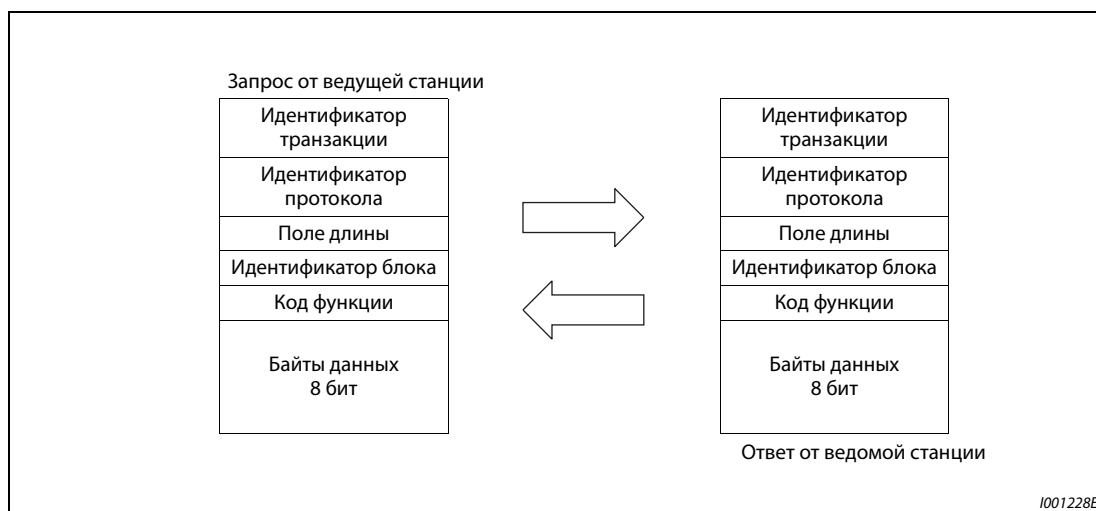 Запрос от ведущей станции
Идентификатор
транзакции
Идентификатор
протокола
Поле длины
Идентификатор блока
Код функции
Байты данных
8 бит
Идентификатор
транзакции
Идентификатор
протокола
Поле длины
Идентификатор блока
Код функции
Байты данных
8 бит
Ответ от ведомой станции
I001228E